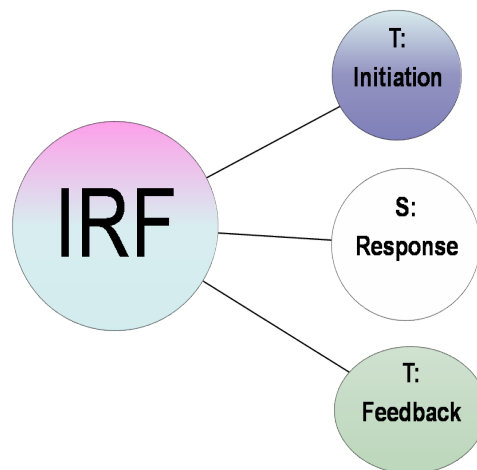 IRF
T:
Initiation
S:
Response
T:
Feedback